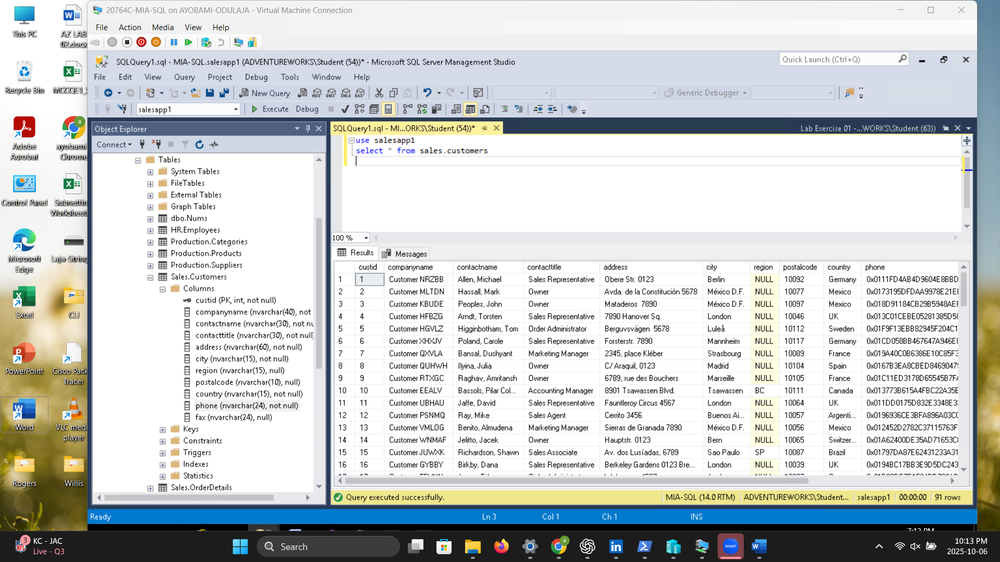 20764C-MIA-SQL on AYOBAMI-ODULAJA - Virtual Machine Connection
File Action Media View Help
SQLQuery1.sql - MIA-SQL.salesapp1 (ADVENTUREWORKS\Student (54))* - Microsoft SQL Server Management Studio
Quick Launch (Ctrl+Q)
File Edit View Query Project Debug Tools Window Help
New Query MDX DMX XMLA DAX Generic Debugger
salesapp1 Execute Debug
Object Explorer
Connect
Tables
System Tables
FileTables
External Tables
Graph Tables
dbo.Nums
HR.Employees
Production.Categories
Production.Products
Production.Suppliers
Sales.Customers
Columns
custid (PK, int, not null)
companyname (nvarchar(40), not
contactname (nvarchar(30), not nu
contacttitle (nvarchar(30), not null
address (nvarchar(60), not null)
city (nvarchar(15), not null)
region (nvarchar(15), null)
postalcode (nvarchar(10), null)
country (nvarchar(15), not null)
phone (nvarchar(24), not null)
fax (nvarchar(24), null)
Keys
Constraints
Triggers
Indexes
Statistics
Sales.OrderDetails
SQLQuery1.sql - MI...ORKS\Student (54))*
Lab Exercise 01 -...WORKS\Student (63))
use salesapp1
select * from sales.customers
100 %
Results Messages
custid companyname contactname contacttitle address city region postalcode country phone
1 1 Customer NRZBB Allen, Michael Sales Representative Obere Str. 0123 Berlin NULL 10092 Germany 0x0111FD4AB4D9604E8BBD
2 2 Customer MLTDN Hassall, Mark Owner Avda. de la Constitución 5678 México D.F. NULL 10077 Mexico 0x0173195DFDAA9978E21EI
3 3 Customer KBUDE Peoples, John Owner Mataderos 7890 México D.F. NULL 10097 Mexico 0x018D91184CB29B5948AEF
4 4 Customer HFBZG Arndt, Torsten Sales Representative 7890 Hanover Sq. London NULL 10046 UK 0x013C01CEBE05281385D58
5 5 Customer HGVLZ Higginbotham, Tom Order Administrator Berguvsvägen 5678 Luleå NULL 10112 Sweden 0x01F9F13EBB82945F204C1
6 6 Customer XHXJV Poland, Carole Sales Representative Forsterstr. 7890 Mannheim NULL 10117 Germany 0x01CD058BB467647A946E0
7 7 Customer QXVLA Bansal, Dushyant Marketing Manager 2345, place Kléber Strasbourg NULL 10089 France 0x019A40C0B6386E10C85F3
8 8 Customer QUHWH Ilyina, Julia Owner C/ Araquil, 0123 Madrid NULL 10104 Spain 0x0167B3EA8CBED8469047
9 9 Customer RTXGC Raghav, Amritansh Owner 6789, rue des Bouchers Marseille NULL 10105 France 0x01C11ED3178D65545B7FA
10 10 Customer EEALV Bassols, Pilar Col... Accounting Manager 8901 Tsawassen Blvd. Tsawassen BC 10111 Canada 0x013773B615A4FBC22A35E
11 11 Customer UBHAU Jaffe, David Sales Representative Fauntleroy Circus 4567 London NULL 10064 UK 0x011DD0175D832E3348E3
12 12 Customer PSNMQ Ray, Mike Sales Agent Cerrito 3456 Buenos Ai... NULL 10057 Argenti... 0x0196936CE3BFA896A03C0
13 13 Customer VMLOG Benito, Almudena Marketing Manager Sierras de Granada 7890 México D.F. NULL 10056 Mexico 0x012452D2782C37115763F
14 14 Customer WNMAF Jelitto, Jacek Owner Hauptstr. 0123 Bern NULL 10065 Switzer... 0x01A62400DE35AD71653C8
15 15 Customer JUWXK Richardson, Shawn Sales Associate Av. dos Lusíadas, 6789 Sao Paulo SP 10087 Brazil 0x01797DA87E62431233A31
16 16 Customer GYBBY Birkby, Dana Sales Representative Berkeley Gardens 0123 Bre... London NULL 10039 UK 0x0194BC17BB3E9D5DC243
Query executed successfully. MIA-SQL (14.0 RTM) ADVENTUREWORKS\Student... salesapp1 00:00:00 91 rows
Ready Ln 3 Col 1 Ch 1 INS
This PC
AZ LAB 02.docx
Recycle Bin
MCCQE1_S
Adobe Acrobat
ayobami Chrome
Control Panel
Subnettin Worksheet
Microsoft Edge
Laja-String
Excel
CLI
PowerPoint
Cisco Pack Tracer
Word
VLC medi player
Rogers
Willis
3 KC - JAC
Live - Q3
Search
zoom
10:13 PM
2025-10-06